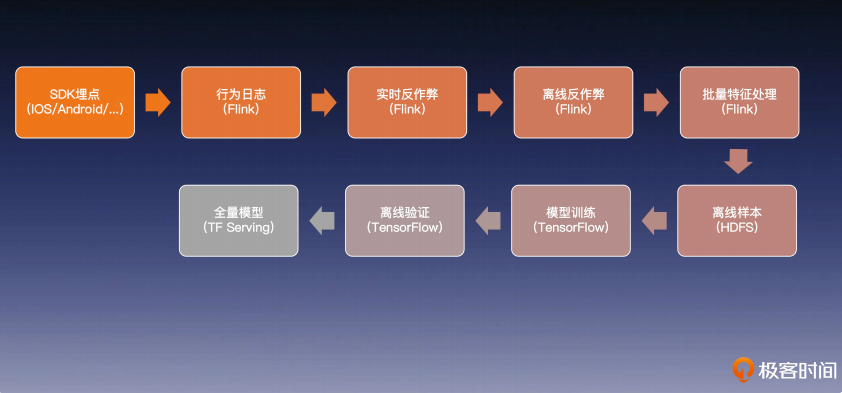 SDK埋点
（IOS/Android/...）
行为日志
（Flink）
实时反作弊
（Flink）
离线反作弊
（Flink）
批量特征处理
（Flink）
离线样本
（HDFS）
模型训练
（TensorFlow）
离线验证
（TensorFlow）
全量模型
（TF Serving）
极客时间